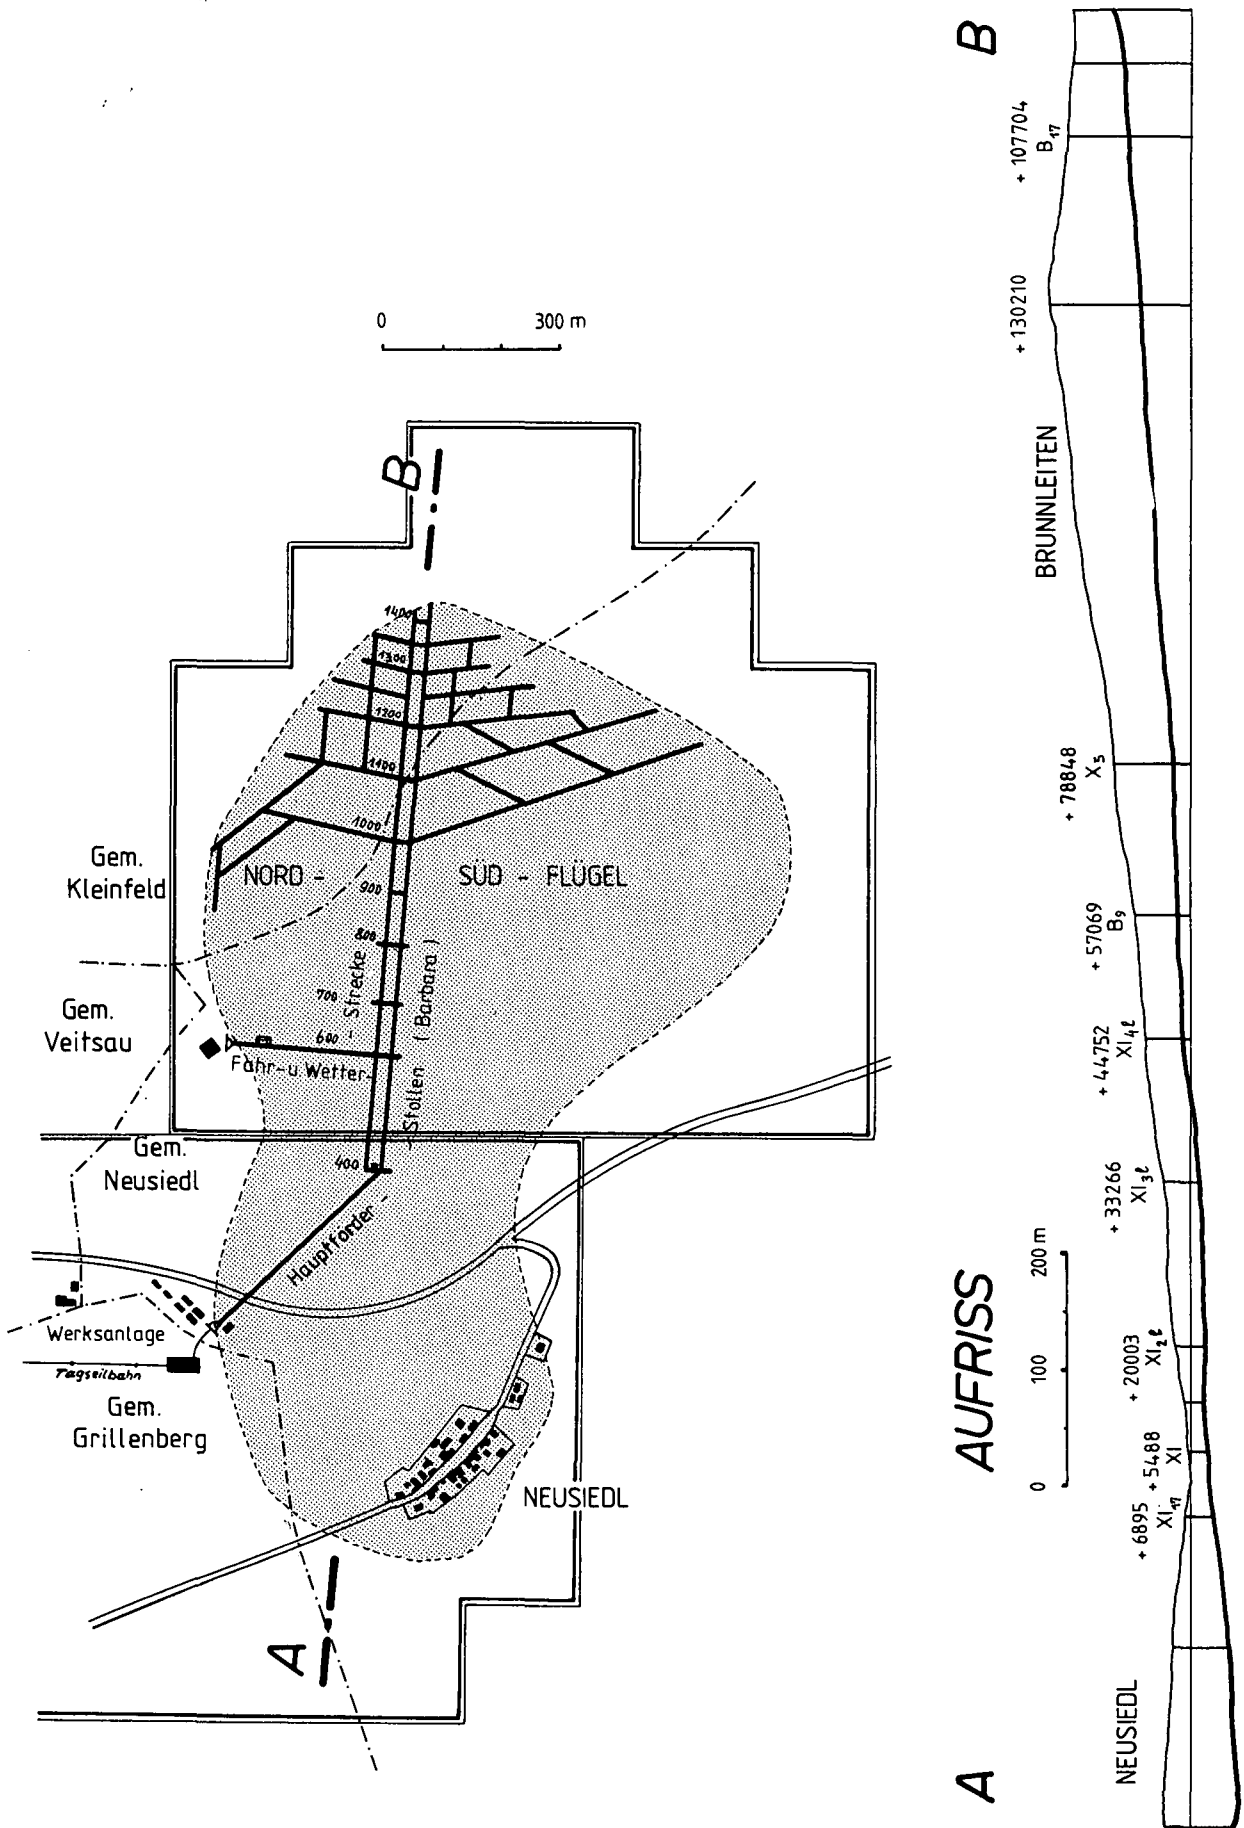 0 300 m
B
1400
1300
1200
1100
1000
900
800
700
600
400
Gem.
Kleinfeld
NORD -
SÜD - FLÜGEL
Gem.
Veitsau
Fahr- u. Wetter-
- Strecke
- Stollen (Barbara)
Gem.
Neusiedl
Hauptförder -
Werksanlage
Tagseilbahn
Gem.
Grillenberg
NEUSIEDL
A
B
+ 107704
B₁₇
+ 130210
BRUNNLEITEN
+ 78848
X₅
+ 57069
B₉
+ 44752
XI₄ℓ
+ 33266
XI₃ℓ
+ 20003
XI₂ℓ
+ 5488
XI
+ 6895
XI₁₇
AUFRISS
0 100 200 m
NEUSIEDL
A